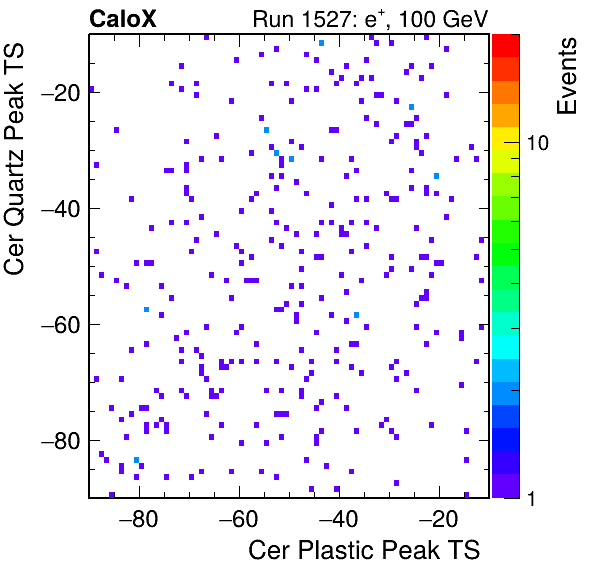 CaloX Run 1527: e⁺, 100 GeV
Events
10
1
Cer Quartz Peak TS
−20
−40
−60
−80
−80 −60 −40 −20
Cer Plastic Peak TS